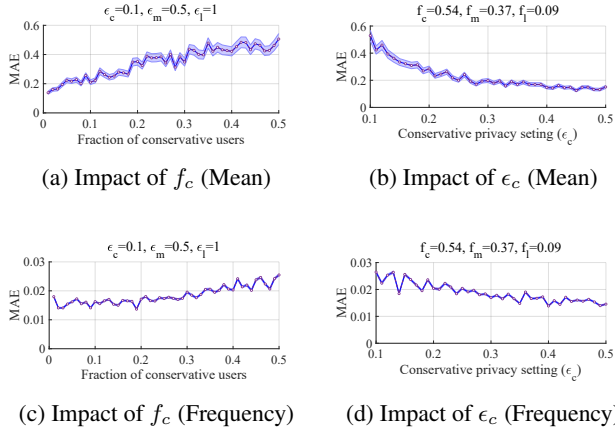 ϵc=0.1, ϵm=0.5, ϵl=1
MAE
0.6
0.4
0.2
0
0 0.1 0.2 0.3 0.4 0.5
Fraction of conservative users
(a) Impact of fc (Mean)
fc=0.54, fm=0.37, fl=0.09
MAE
0.6
0.4
0.2
0
0.1 0.2 0.3 0.4 0.5
Conservative privacy seting (ϵc)
(b) Impact of ϵc (Mean)
ϵc=0.1, ϵm=0.5, ϵl=1
MAE
0.03
0.02
0.01
0
0 0.1 0.2 0.3 0.4 0.5
Fraction of conservative users
(c) Impact of fc (Frequency)
fc=0.54, fm=0.37, fl=0.09
MAE
0.03
0.02
0.01
0
0.1 0.2 0.3 0.4 0.5
Conservative privacy setting (ϵc)
(d) Impact of ϵc (Frequency)